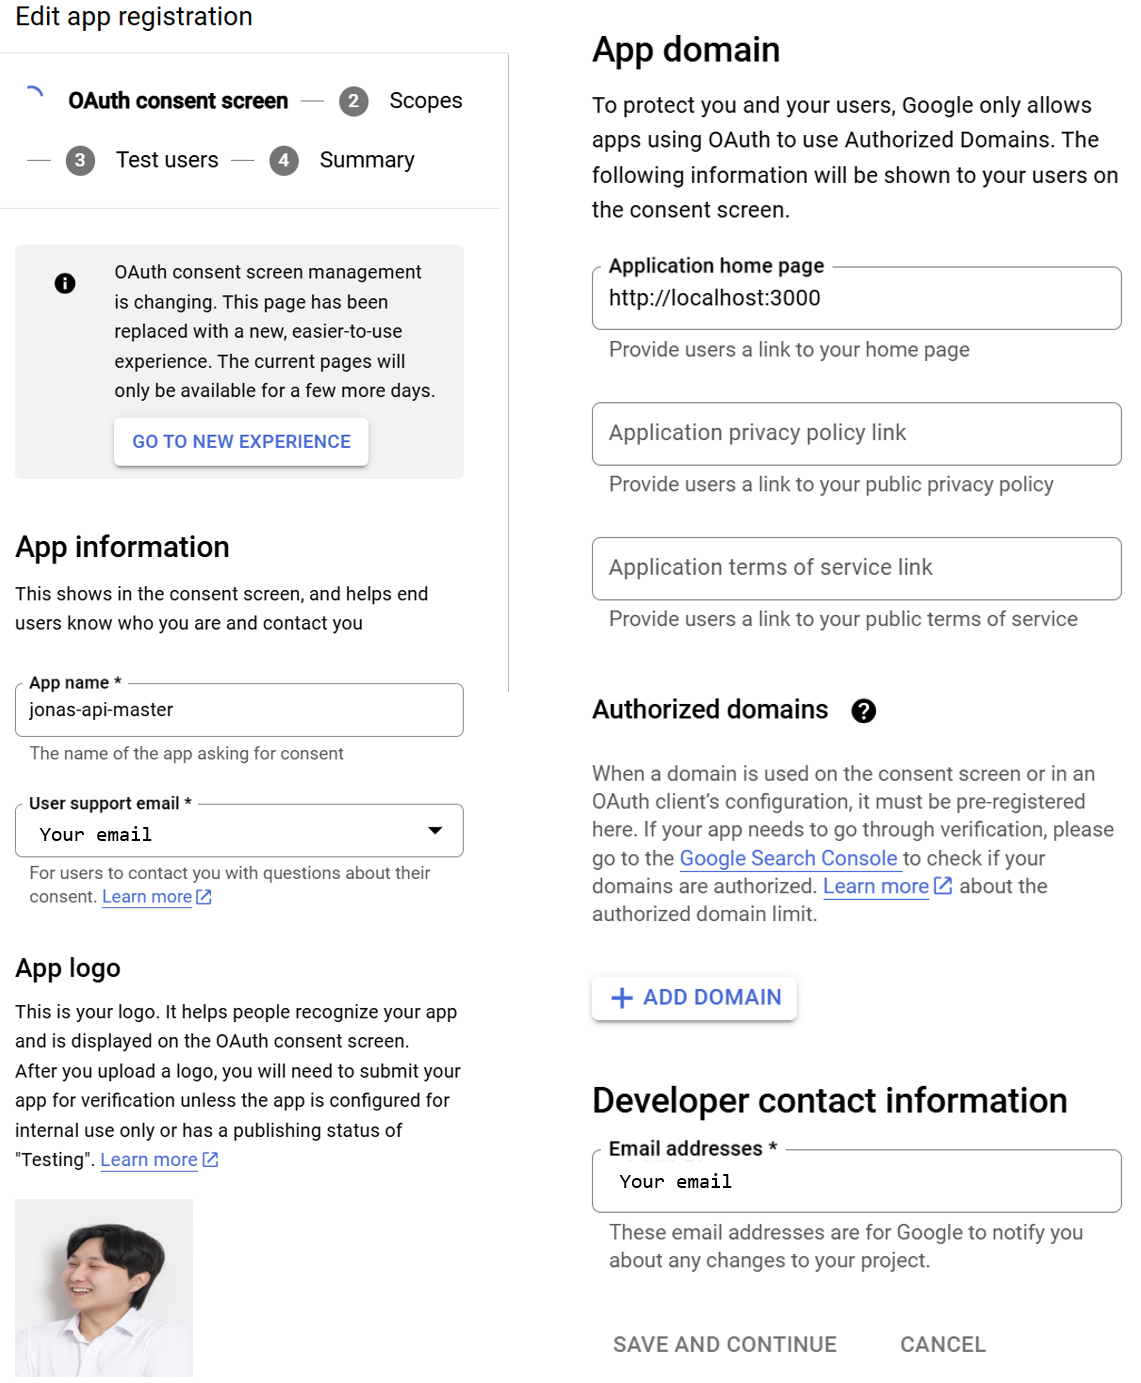 Edit app registration
OAuth consent screen — 2 Scopes
— 3 Test users — 4 Summary
OAuth consent screen management
is changing. This page has been
replaced with a new, easier-to-use
experience. The current pages will
only be available for a few more days.
GO TO NEW EXPERIENCE
App information
This shows in the consent screen, and helps end
users know who you are and contact you
App name *
jonas-api-master
The name of the app asking for consent
User support email *
Your email
For users to contact you with questions about their
consent. Learn more
App logo
This is your logo. It helps people recognize your app
and is displayed on the OAuth consent screen.
After you upload a logo, you will need to submit your
app for verification unless the app is configured for
internal use only or has a publishing status of
"Testing". Learn more
App domain
To protect you and your users, Google only allows
apps using OAuth to use Authorized Domains. The
following information will be shown to your users on
the consent screen.
Application home page
http://localhost:3000
Provide users a link to your home page
Application privacy policy link
Provide users a link to your public privacy policy
Application terms of service link
Provide users a link to your public terms of service
Authorized domains ?
When a domain is used on the consent screen or in an
OAuth client's configuration, it must be pre-registered
here. If your app needs to go through verification, please
go to the Google Search Console to check if your
domains are authorized. Learn more about the
authorized domain limit.
+ ADD DOMAIN
Developer contact information
Email addresses *
Your email
These email addresses are for Google to notify you
about any changes to your project.
SAVE AND CONTINUE CANCEL